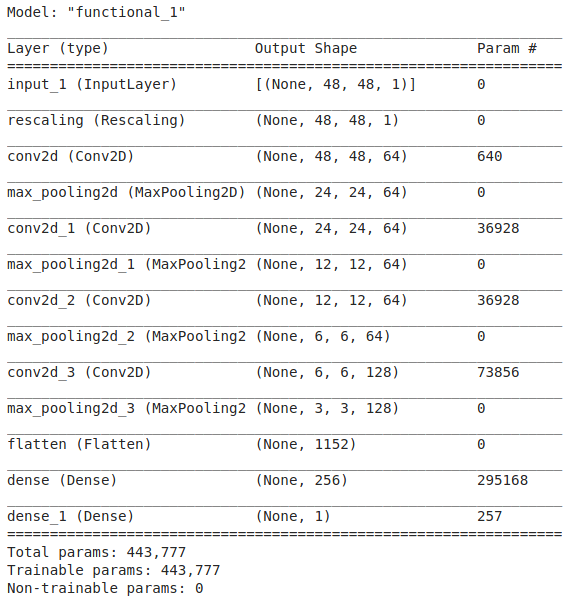 Model: "functional_1"
Layer (type) Output Shape Param #
input_1 (InputLayer) [(None, 48, 48, 1)] 0
rescaling (Rescaling) (None, 48, 48, 1) 0
conv2d (Conv2D) (None, 48, 48, 64) 640
max_pooling2d (MaxPooling2D) (None, 24, 24, 64) 0
conv2d_1 (Conv2D) (None, 24, 24, 64) 36928
max_pooling2d_1 (MaxPooling2 (None, 12, 12, 64) 0
conv2d_2 (Conv2D) (None, 12, 12, 64) 36928
max_pooling2d_2 (MaxPooling2 (None, 6, 6, 64) 0
conv2d_3 (Conv2D) (None, 6, 6, 128) 73856
max_pooling2d_3 (MaxPooling2 (None, 3, 3, 128) 0
flatten (Flatten) (None, 1152) 0
dense (Dense) (None, 256) 295168
dense_1 (Dense) (None, 1) 257
Total params: 443,777
Trainable params: 443,777
Non-trainable params: 0